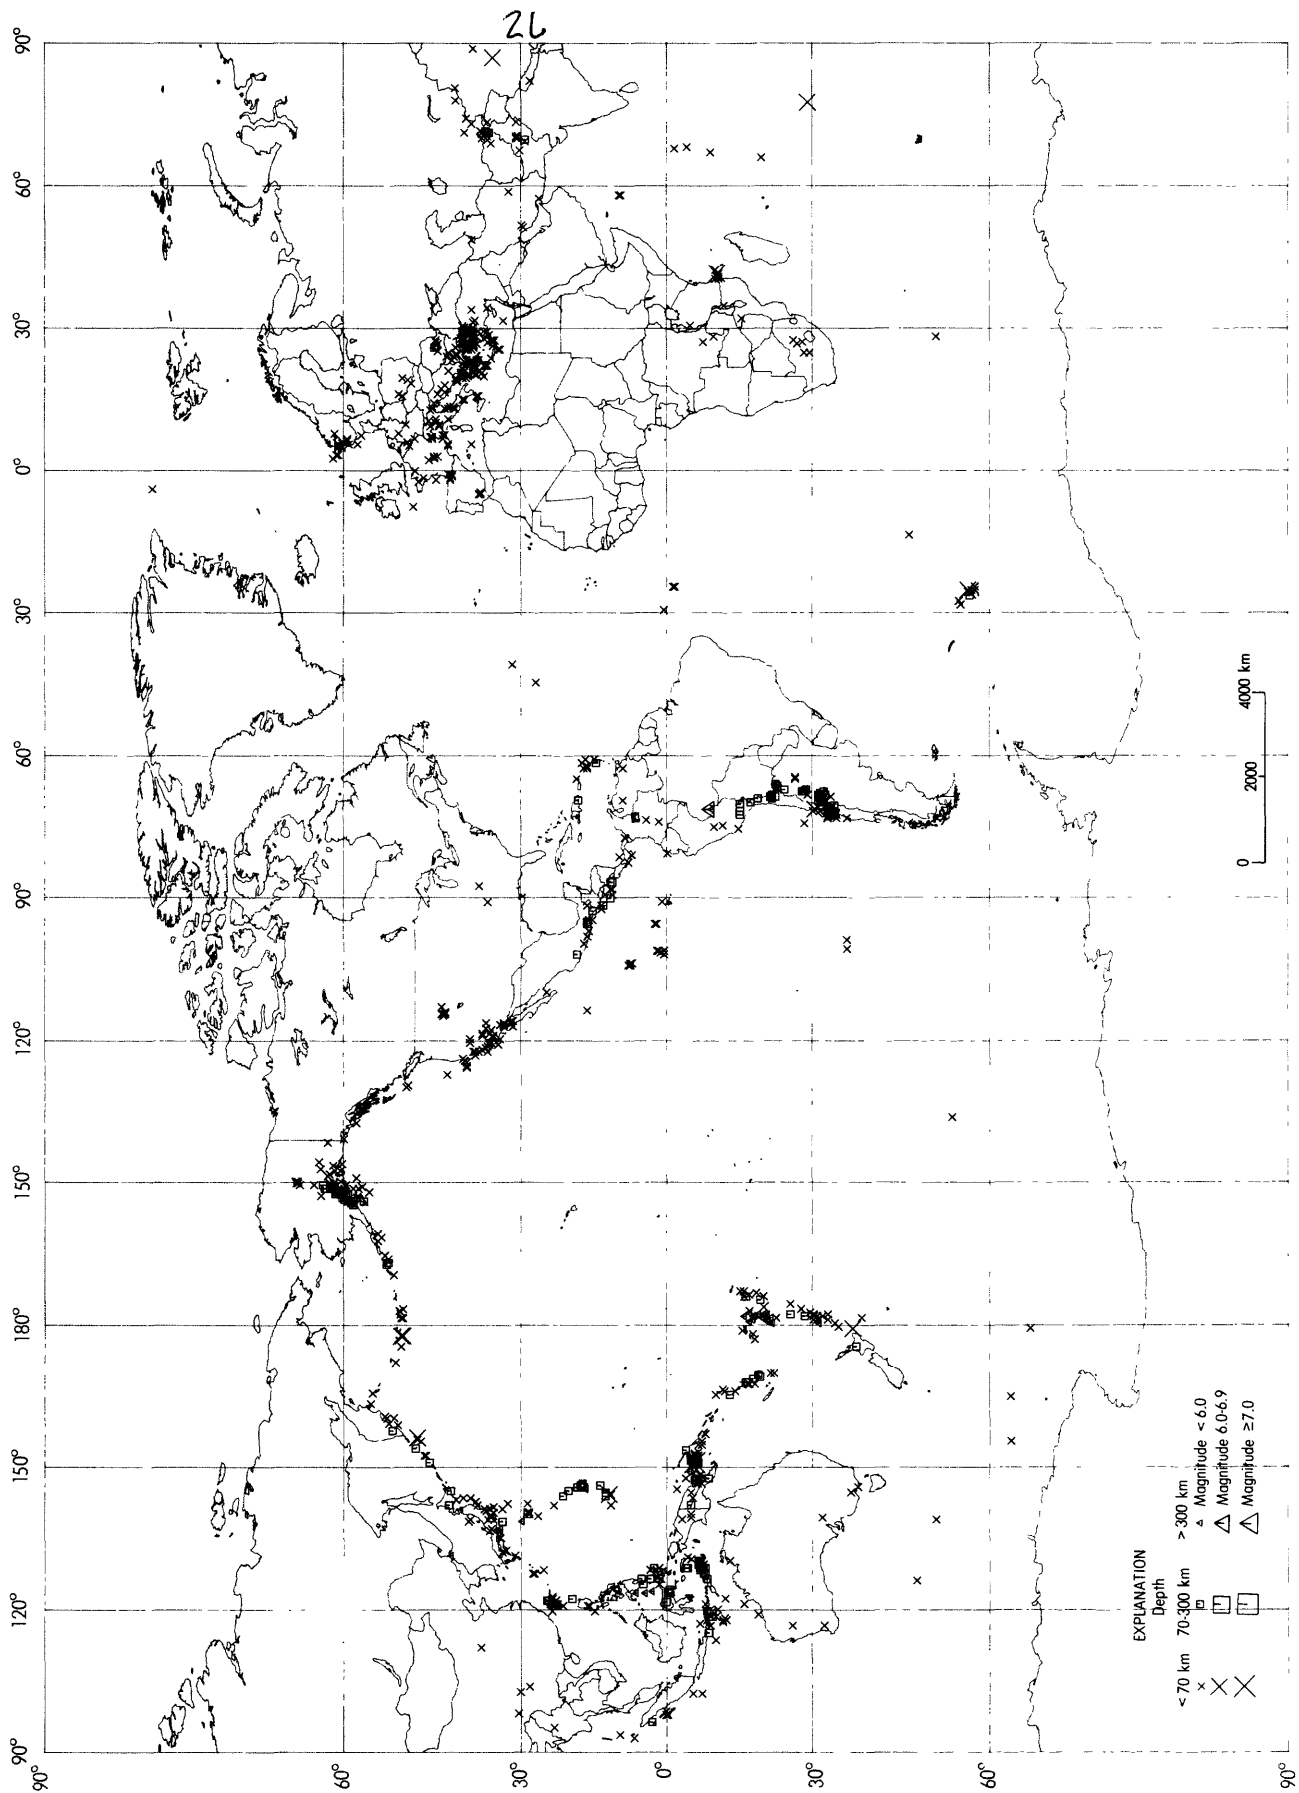 26
90° 120° 150° 180° 150° 120° 90° 60° 30° 0° 30° 60° 90°
90°
60°
30°
0°
30°
60°
90°
0 2000 4000 km
EXPLANATION
Depth
< 70 km 70-300 km > 300 km
Magnitude < 6.0
Magnitude 6.0-6.9
Magnitude ≥7.0